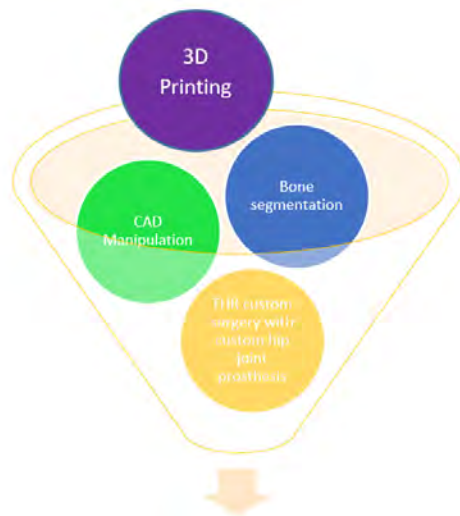 3D
Printing
Bone
segmentation
CAD
Manipulation
THR custom
surgery with
custom hip
joint
prosthesis